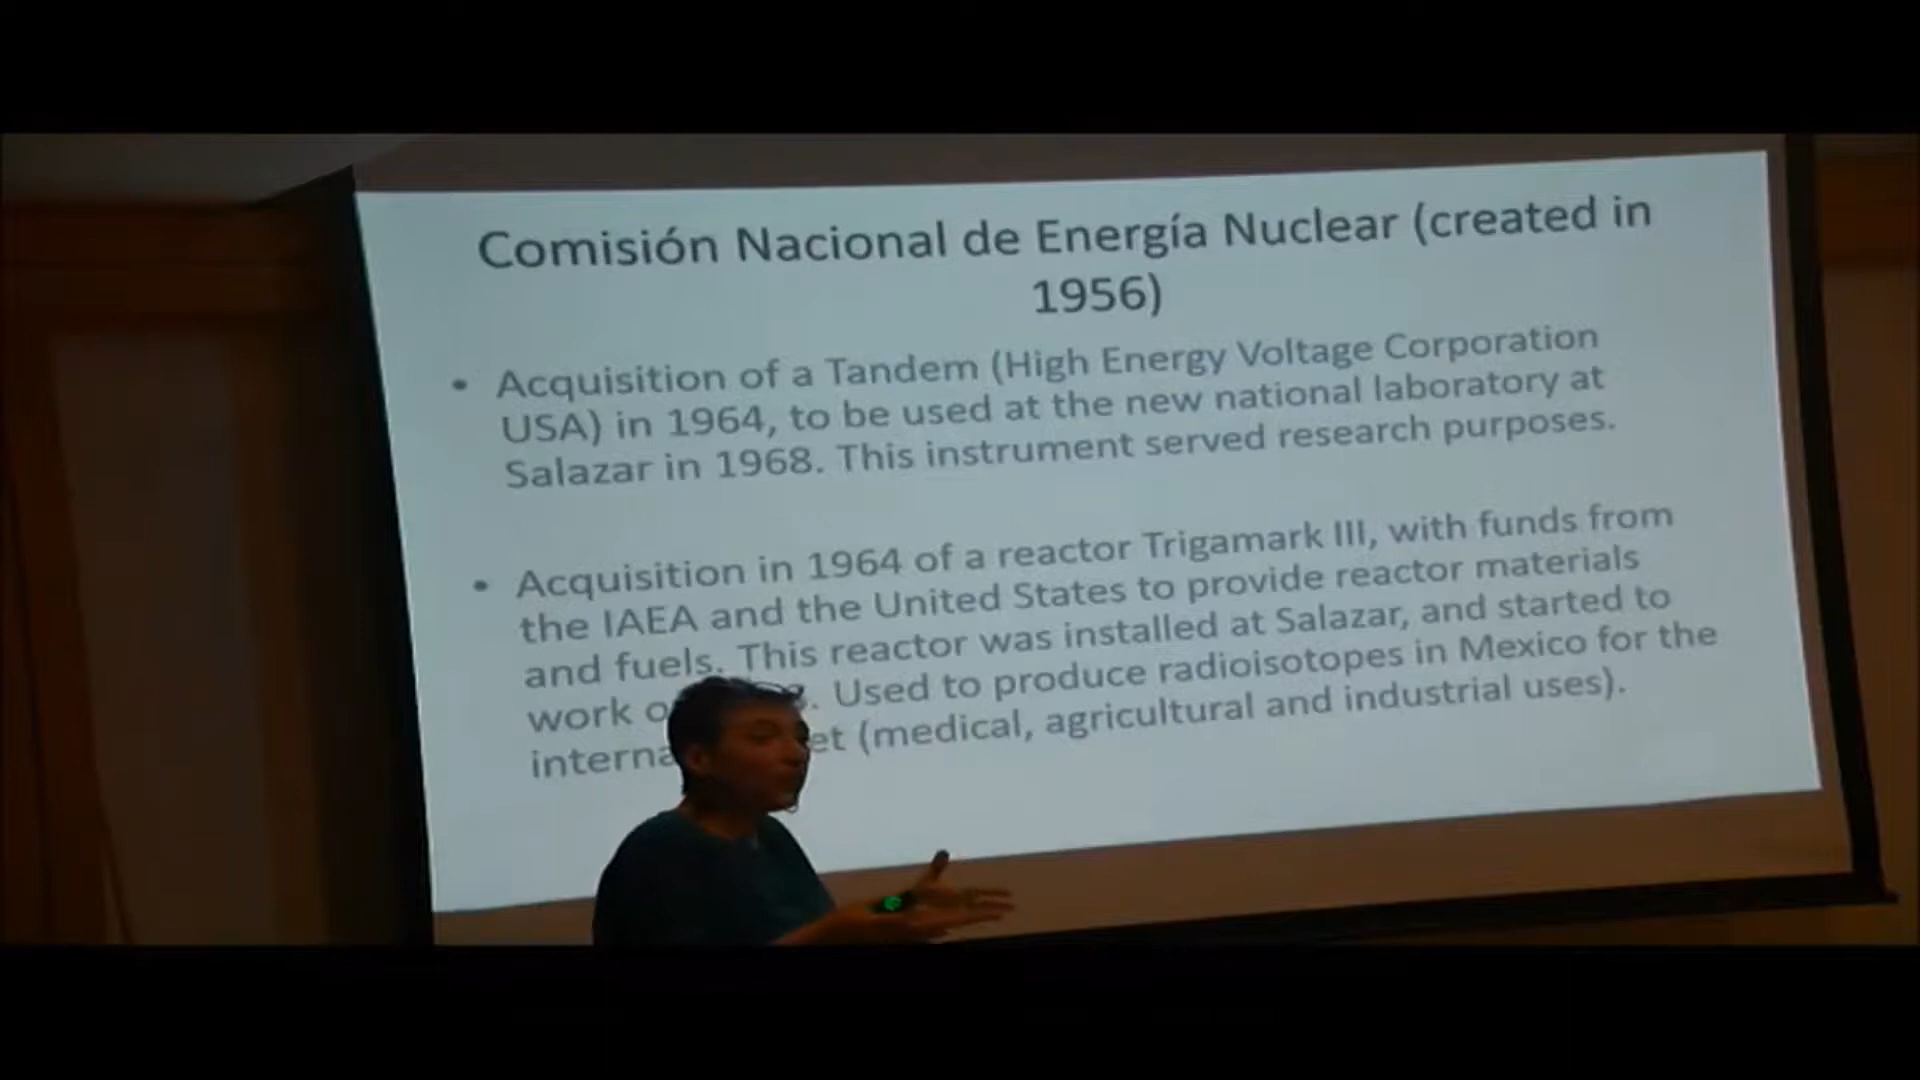 Comisión Nacional de Energía Nuclear (created in
1956)
• Acquisition of a Tandem (High Energy Voltage Corporation
USA) in 1964, to be used at the new national laboratory at
Salazar in 1968. This instrument served research purposes.
• Acquisition in 1964 of a reactor Trigamark III, with funds from
the IAEA and the United States to provide reactor materials
and fuels. This reactor was installed at Salazar, and started to
work Used to produce radioisotopes in Mexico for the
(medical, agricultural and industrial uses).